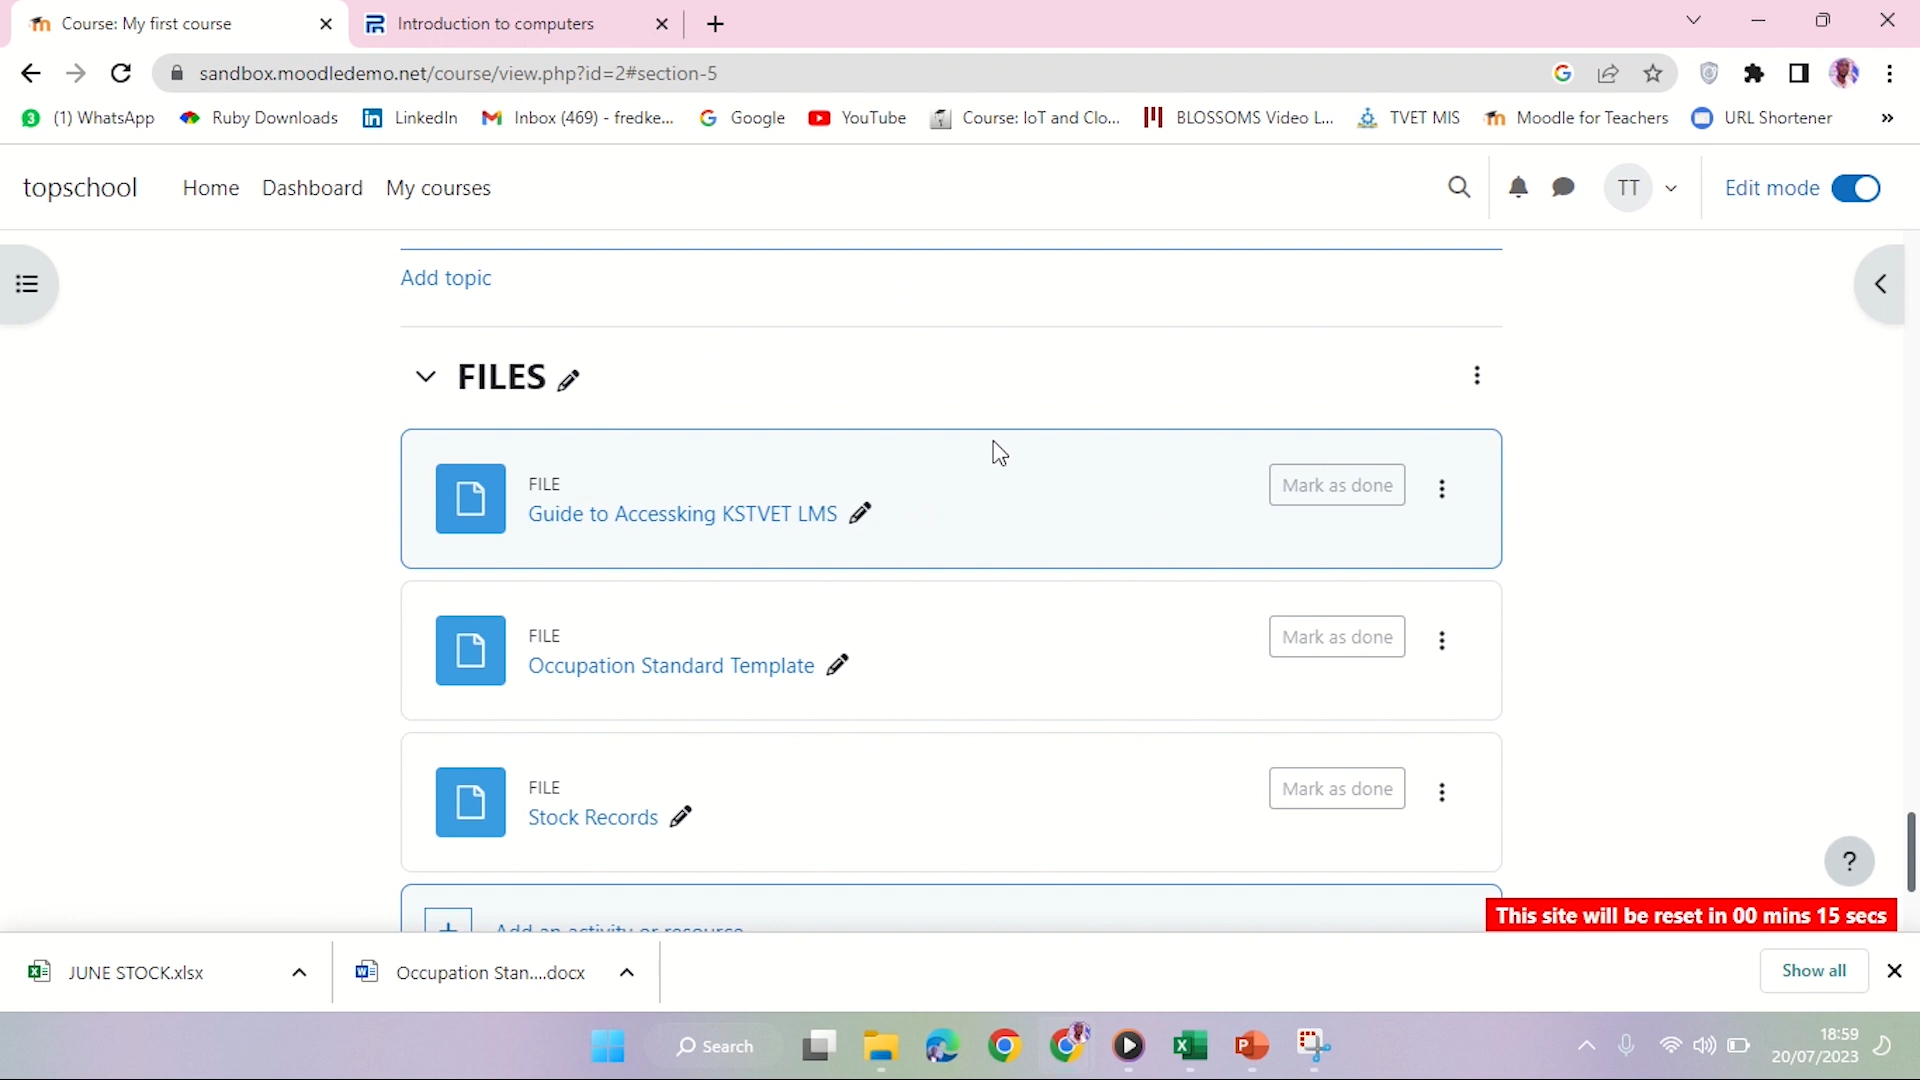 Course: My first course
Introduction to computers
sandbox.moodledemo.net/course/view.php?id=2#section-5
(1) WhatsApp
Ruby Downloads
LinkedIn
Inbox (469) - fredke...
Google
YouTube
Course: IoT and Clo...
BLOSSOMS Video L...
TVET MIS
Moodle for Teachers
URL Shortener
»
topschool
Home
Dashboard
My courses
TT
Edit mode
Add topic
FILES
FILE
Guide to Accessking KSTVET LMS
Mark as done
FILE
Occupation Standard Template
Mark as done
FILE
Stock Records
Mark as done
Add an activity or resource
?
This site will be reset in 00 mins 15 secs
JUNE STOCK.xlsx
Occupation Stan....docx
Show all
Search
18:59
20/07/2023